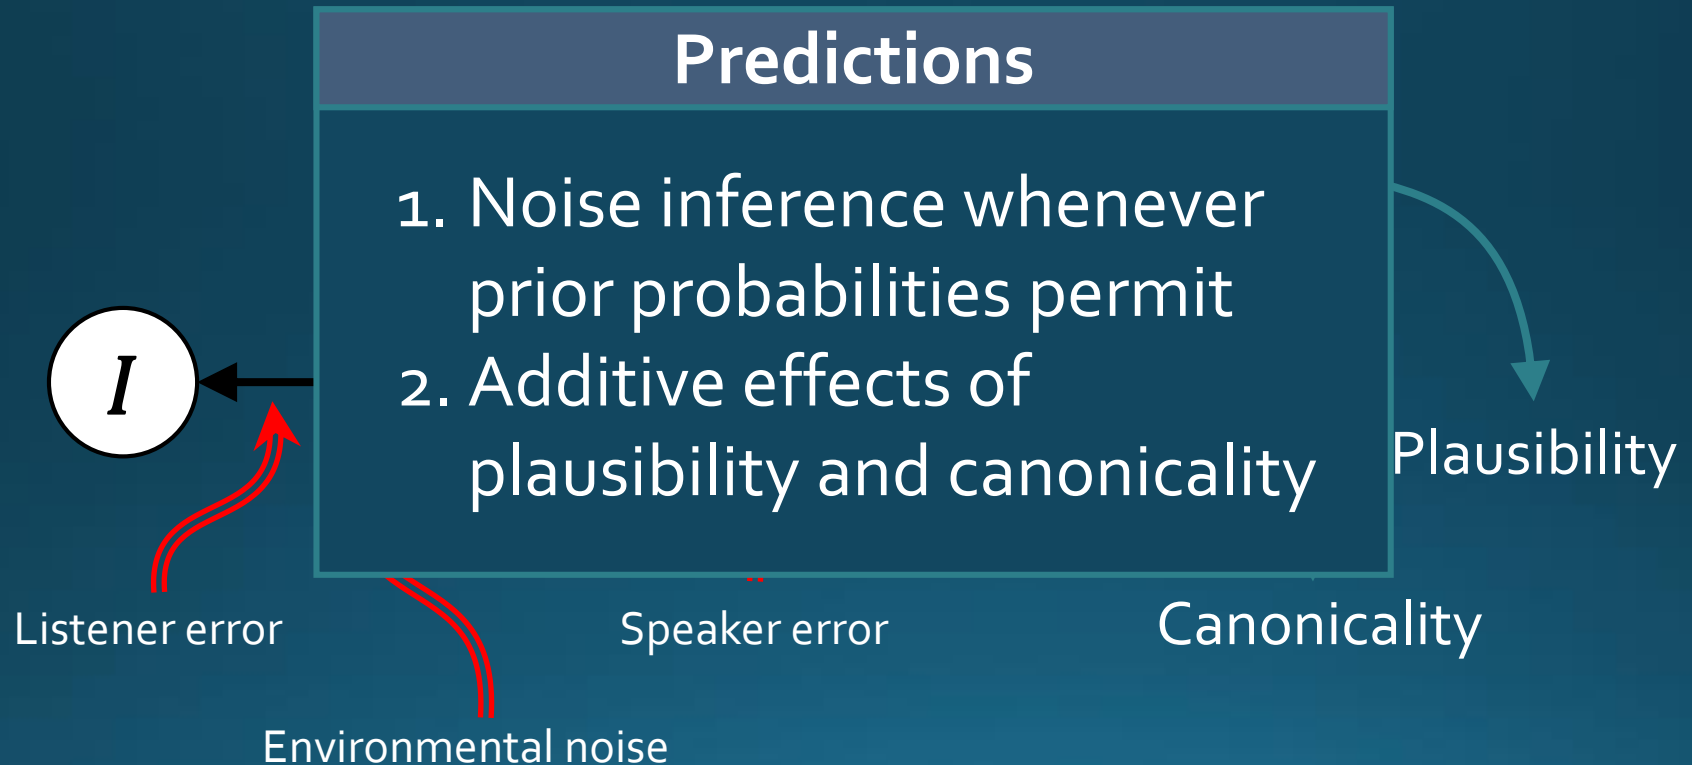 Predictions
1. Noise inference whenever
prior probabilities permit
2. Additive effects of
plausibility and canonicality
I
Plausibility
Listener error
Speaker error
Canonicality
Environmental noise